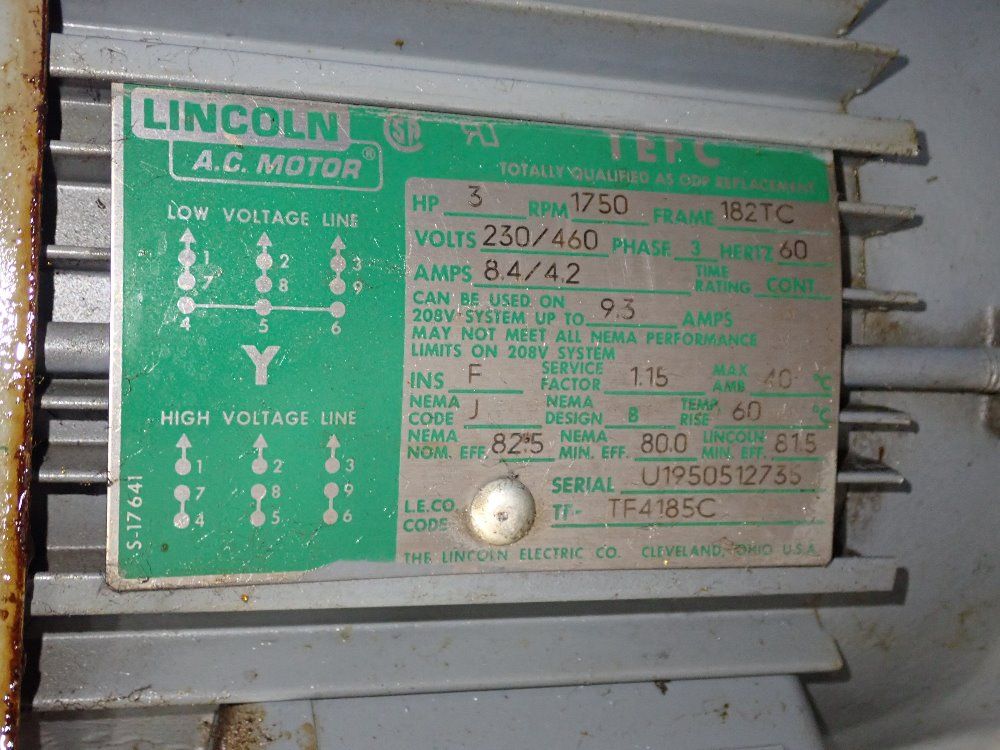 LINCOLN
A.C. MOTOR®
TEFC
TOTALLY QUALIFIED AS ODP REPLACEMENT
LOW VOLTAGE LINE
1 2 3
7 8 9
4 5 6
Y
HIGH VOLTAGE LINE
1 2 3
7 8 9
4 5 6
S-17641
HP 3 RPM 1750 FRAME 182TC
VOLTS 230/460 PHASE 3 HERTZ 60
AMPS 8.4/4.2 TIME RATING CONT.
CAN BE USED ON
208V SYSTEM UP TO 9.3 AMPS
MAY NOT MEET ALL NEMA PERFORMANCE
LIMITS ON 208V SYSTEM
INS F SERVICE FACTOR 1.15 MAX AMB 40 °C
NEMA CODE J NEMA DESIGN B TEMP RISE 60 °C
NEMA NOM. EFF. 82.5 NEMA MIN. EFF. 80.0 LINCOLN MIN. EFF. 81.5
SERIAL U1950512735
L.E.CO. CODE TF- TF4185C
THE LINCOLN ELECTRIC CO. CLEVELAND, OHIO U.S.A.